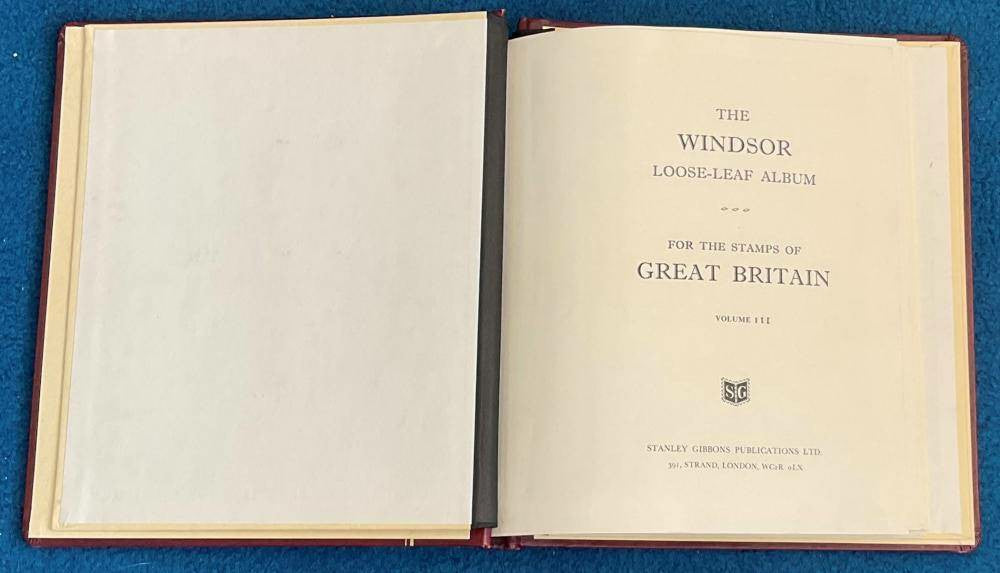 THE
WINDSOR
LOOSE-LEAF ALBUM
FOR THE STAMPS OF
GREAT BRITAIN
VOLUME III
SG
STANLEY GIBBONS PUBLICATIONS LTD.
391, STRAND, LONDON, WC2R 0LX